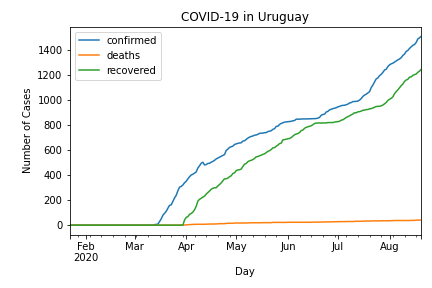 COVID-19 in Uruguay
confirmed
deaths
recovered
Number of Cases
1400
1200
1000
800
600
400
200
0
Feb Mar Apr May Jun Jul Aug
2020
Day